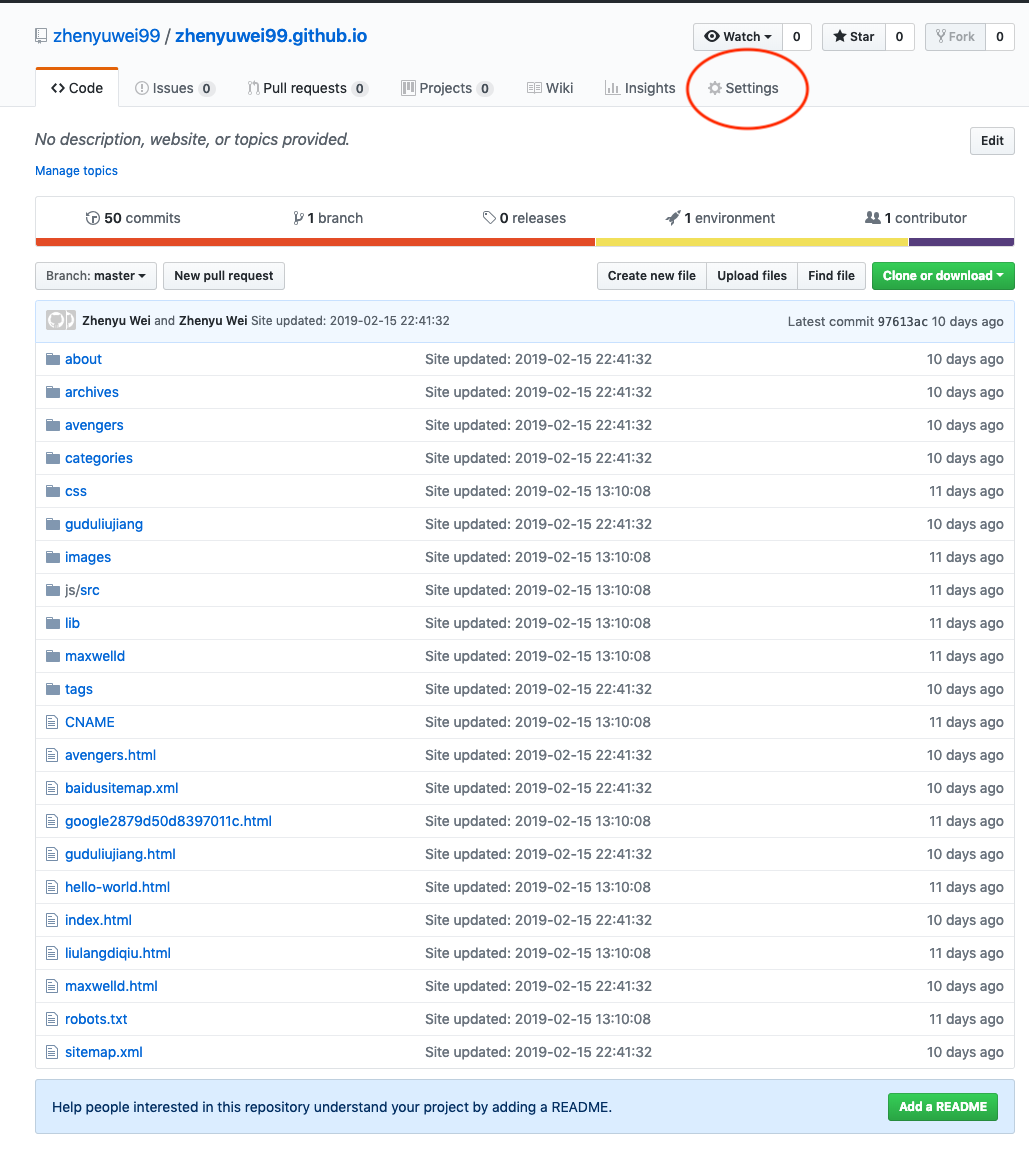 zhenyuwei99 / zhenyuwei99.github.io Watch 0 Star 0 Fork 0
Code Issues 0 Pull requests 0 Projects 0 Wiki Insights Settings
No description, website, or topics provided. Edit
Manage topics
50 commits 1 branch 0 releases 1 environment 1 contributor
Branch: master New pull request Create new file Upload files Find file Clone or download
Zhenyu Wei and Zhenyu Wei Site updated: 2019-02-15 22:41:32 Latest commit 97613ac 10 days ago
about Site updated: 2019-02-15 22:41:32 10 days ago
archives Site updated: 2019-02-15 22:41:32 10 days ago
avengers Site updated: 2019-02-15 22:41:32 10 days ago
categories Site updated: 2019-02-15 22:41:32 10 days ago
css Site updated: 2019-02-15 13:10:08 11 days ago
guduliujiang Site updated: 2019-02-15 22:41:32 10 days ago
images Site updated: 2019-02-15 13:10:08 11 days ago
js/src Site updated: 2019-02-15 13:10:08 11 days ago
lib Site updated: 2019-02-15 13:10:08 11 days ago
maxwelld Site updated: 2019-02-15 13:10:08 11 days ago
tags Site updated: 2019-02-15 22:41:32 10 days ago
CNAME Site updated: 2019-02-15 13:10:08 11 days ago
avengers.html Site updated: 2019-02-15 22:41:32 10 days ago
baidusitemap.xml Site updated: 2019-02-15 22:41:32 10 days ago
google2879d50d8397011c.html Site updated: 2019-02-15 13:10:08 11 days ago
guduliujiang.html Site updated: 2019-02-15 22:41:32 10 days ago
hello-world.html Site updated: 2019-02-15 13:10:08 11 days ago
index.html Site updated: 2019-02-15 22:41:32 10 days ago
liulangdiqiu.html Site updated: 2019-02-15 13:10:08 11 days ago
maxwelld.html Site updated: 2019-02-15 22:41:32 10 days ago
robots.txt Site updated: 2019-02-15 13:10:08 11 days ago
sitemap.xml Site updated: 2019-02-15 22:41:32 10 days ago
Help people interested in this repository understand your project by adding a README. Add a README